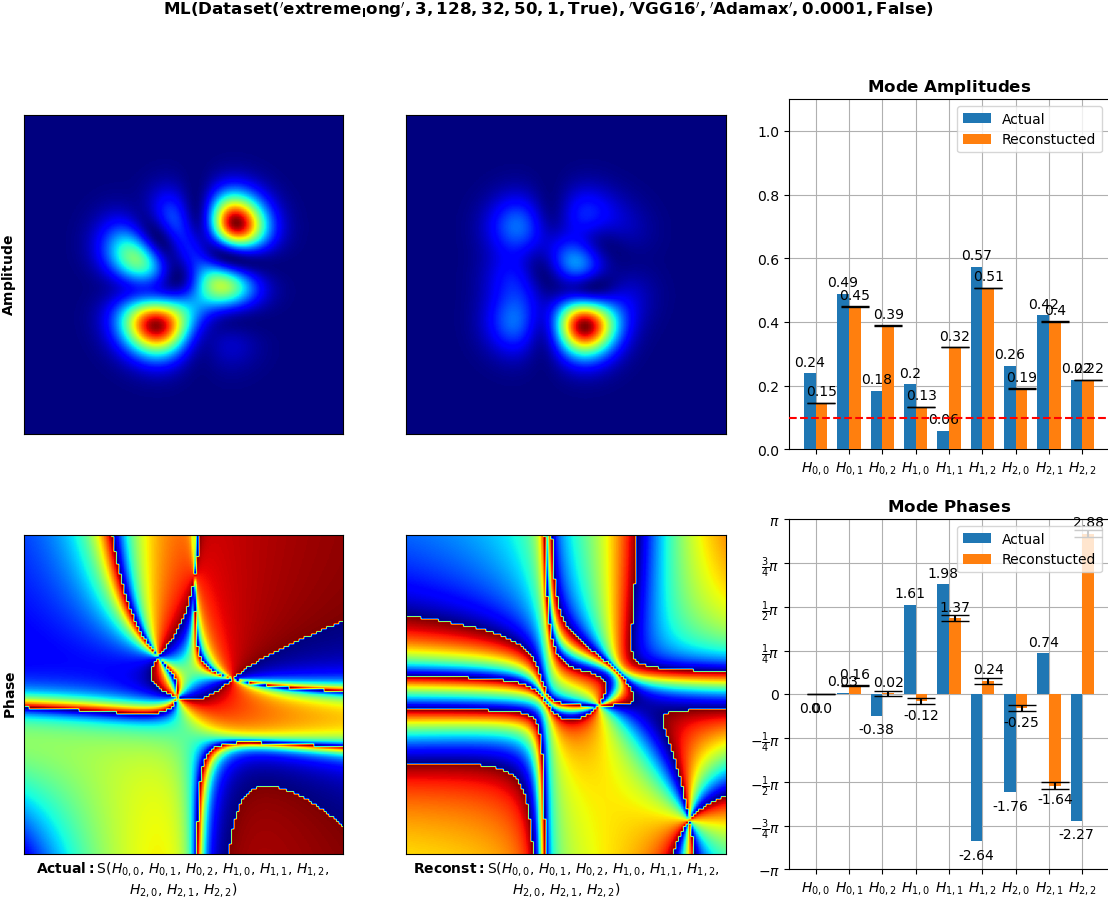 ML(Dataset('extreme_long', 3, 128, 32, 50, 1, True), 'VGG16', 'Adamax', 0.0001, False)
Amplitude
Mode Amplitudes
Actual
Reconstucted
1.0
0.8
0.6
0.4
0.2
0.0
0.24
0.15
0.49
0.45
0.18
0.39
0.2
0.13
0.06
0.32
0.57
0.51
0.26
0.19
0.42
0.4
0.22
0.22
H0,0 H0,1 H0,2 H1,0 H1,1 H1,2 H2,0 H2,1 H2,2
Phase
Mode Phases
Actual
Reconstucted
π
3/4π
1/2π
1/4π
0
−1/4π
−1/2π
−3/4π
−π
0.0
0.0
0.03
0.16
-0.38
0.02
1.61
-0.12
1.98
1.37
-2.64
0.24
-1.76
-0.25
0.74
-1.64
-2.27
2.88
H0,0 H0,1 H0,2 H1,0 H1,1 H1,2 H2,0 H2,1 H2,2
Actual: S(H0,0, H0,1, H0,2, H1,0, H1,1, H1,2,
H2,0, H2,1, H2,2)
Reconst: S(H0,0, H0,1, H0,2, H1,0, H1,1, H1,2,
H2,0, H2,1, H2,2)